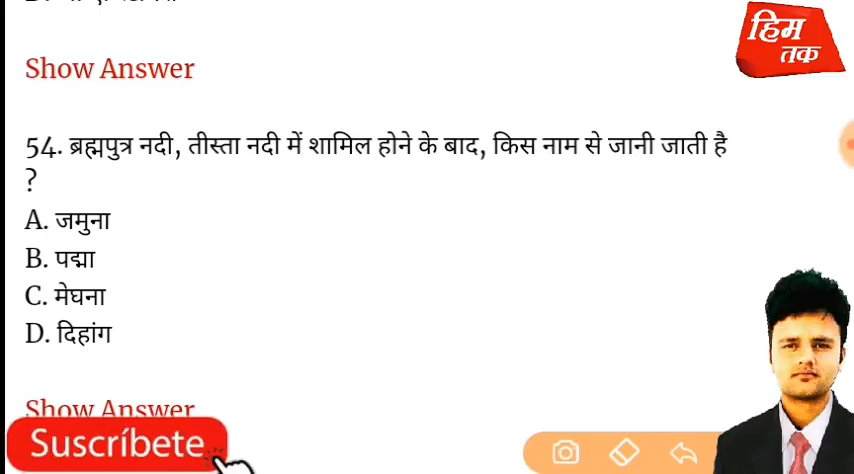 हिम
तक
Show Answer
54. ब्रह्मपुत्र नदी, तीस्ता नदी में शामिल होने के बाद, किस नाम से जानी जाती है
?
A. जमुना
B. पद्मा
C. मेघना
D. दिहांग
Show Answer
Suscríbete